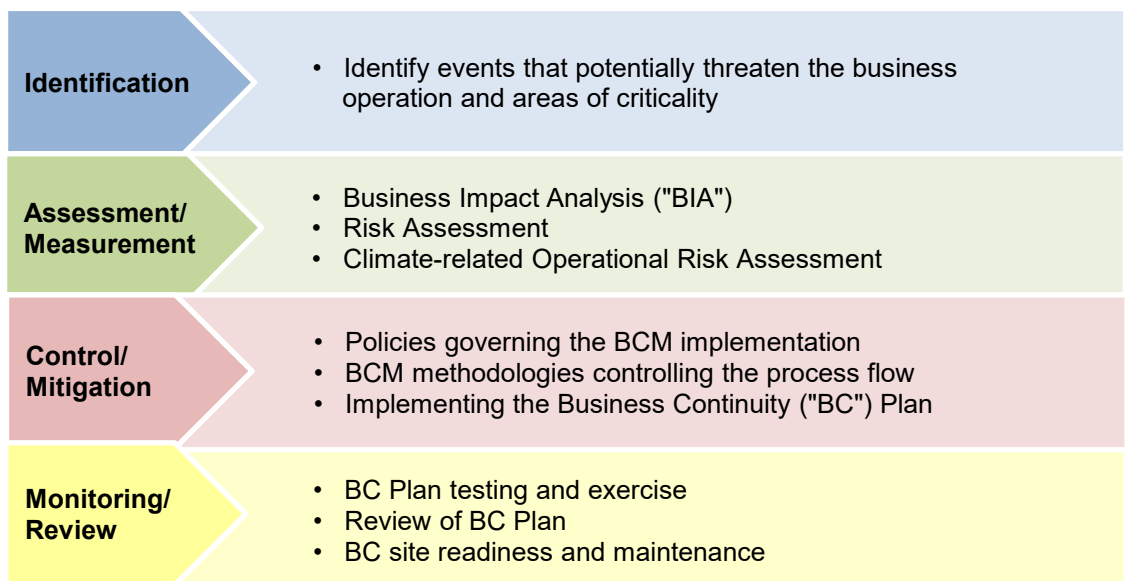 Identification
• Identify events that potentially threaten the business
operation and areas of criticality
Assessment/
Measurement
• Business Impact Analysis ("BIA")
• Risk Assessment
• Climate-related Operational Risk Assessment
Control/
Mitigation
• Policies governing the BCM implementation
• BCM methodologies controlling the process flow
• Implementing the Business Continuity ("BC") Plan
Monitoring/
Review
• BC Plan testing and exercise
• Review of BC Plan
• BC site readiness and maintenance